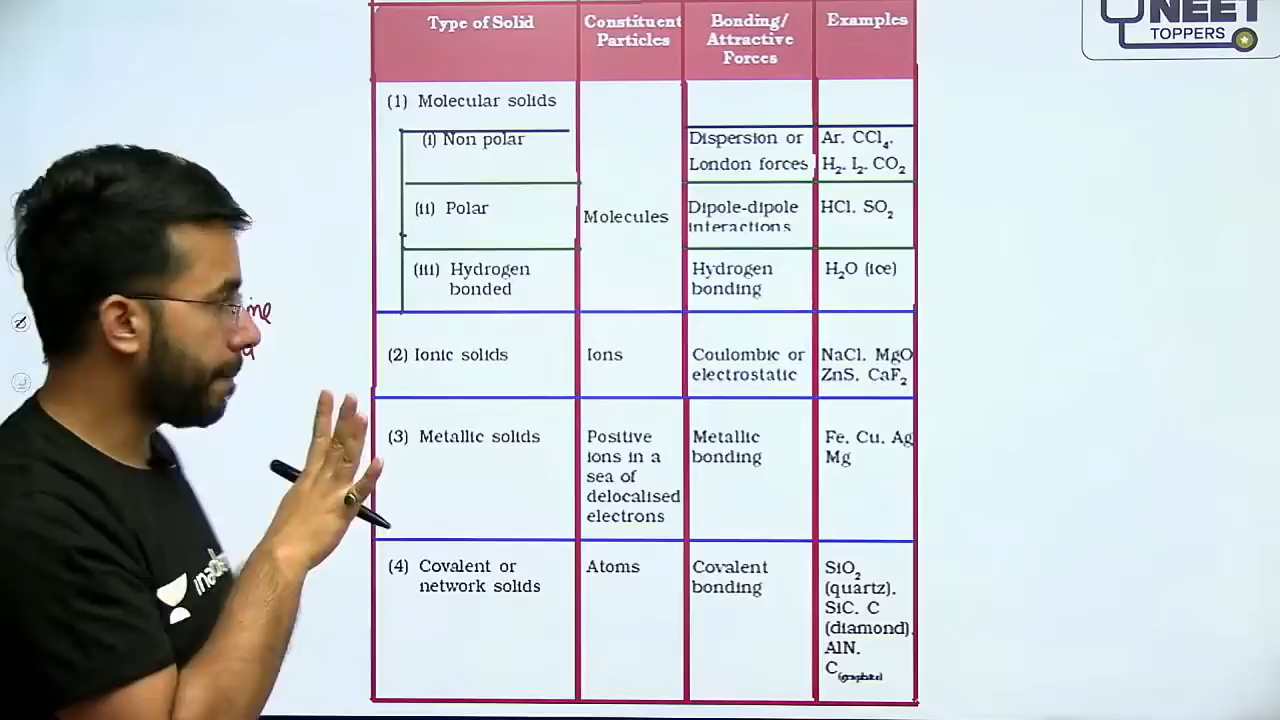 NEET
TOPPERS
Type of Solid
Constituent
Particles
Bonding/
Attractive
Forces
Examples
(1) Molecular solids
(i) Non polar
Dispersion or
London forces
Ar, CCl₄,
H₂, I₂, CO₂
(ii) Polar
Molecules
Dipole-dipole
interactions
HCl, SO₂
(iii) Hydrogen
bonded
Hydrogen
bonding
H₂O (ice)
(2) Ionic solids
Ions
Coulombic or
electrostatic
NaCl, MgO
ZnS, CaF₂
(3) Metallic solids
Positive
ions in a
sea of
delocalised
electrons
Metallic
bonding
Fe, Cu, Ag
Mg
(4) Covalent or
network solids
Atoms
Covalent
bonding
SiO₂
(quartz),
SiC, C
(diamond),
AlN,
C(graphite)